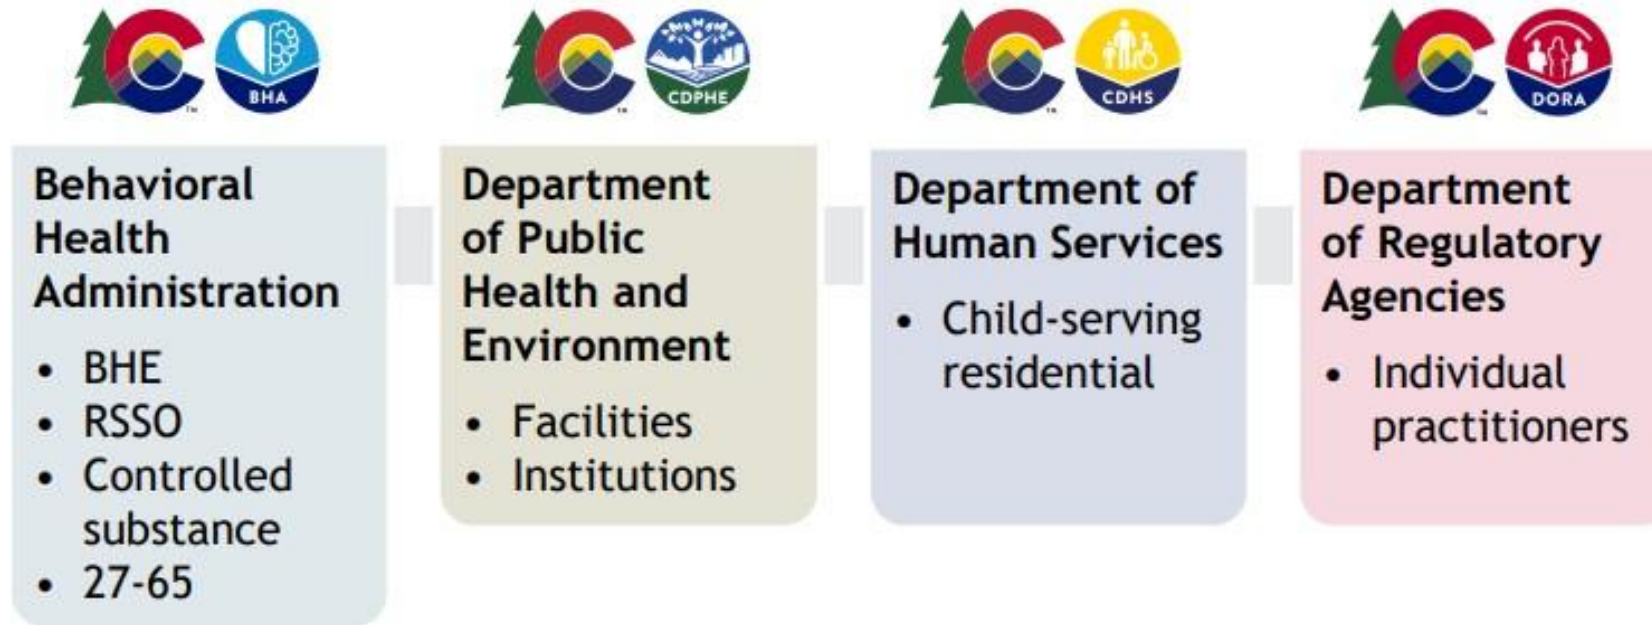 BHA
CDPHE
CDHS
DORA
Behavioral
Health
Administration
• BHE
• RSSO
• Controlled
substance
• 27-65
Department
of Public
Health and
Environment
• Facilities
• Institutions
Department of
Human Services
• Child-serving
residential
Department
of Regulatory
Agencies
• Individual
practitioners